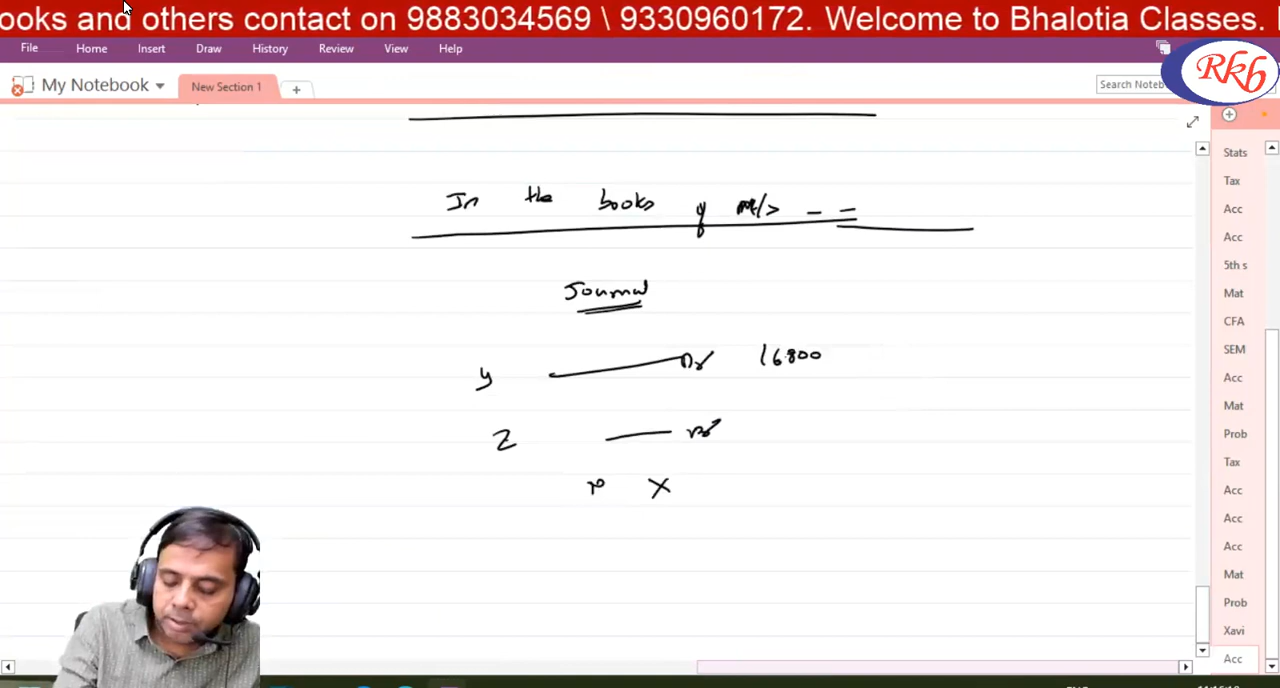 ooks and others contact on 9883034569 \ 9330960172. Welcome to Bhalotia Classes.
File Home Insert Draw History Review View Help
Rkb
My Notebook New Section 1 + Search Noteb
Stats
Tax
Acc
In the books of M/s - -
Acc
5th s
Journal
Mat
CFA
SEM
y Dr 16800
Acc
Mat
Z Dr
Prob
Tax
To X
Acc
Acc
Acc
Mat
Prob
Xavi
Acc